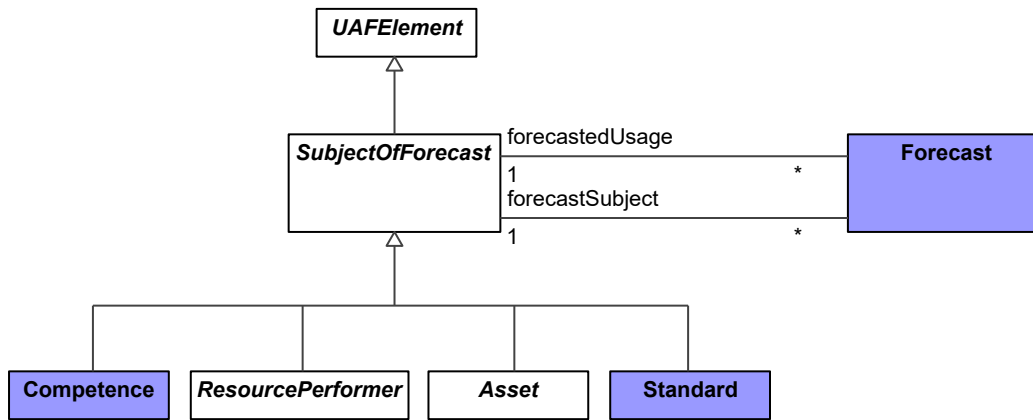 UAFElement
SubjectOfForecast
forecastedUsage
Forecast
1
*
forecastSubject
1
*
Competence
ResourcePerformer
Asset
Standard